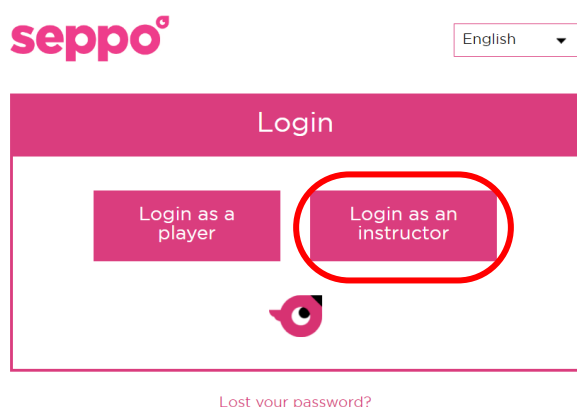 seppo
English
Login
Login as a
player
Login as an
instructor
Lost your password?